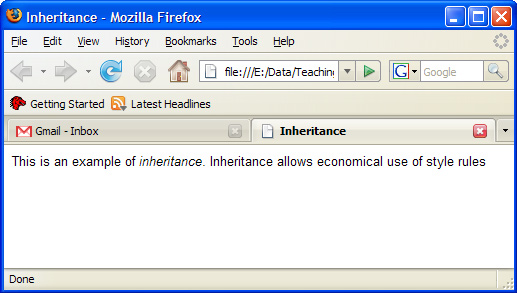 Inheritance - Mozilla Firefox
File Edit View History Bookmarks Tools Help
file:///E:/Data/Teaching G Google
Getting Started Latest Headlines
Gmail - Inbox Inheritance
This is an example of inheritance. Inheritance allows economical use of style rules
Done